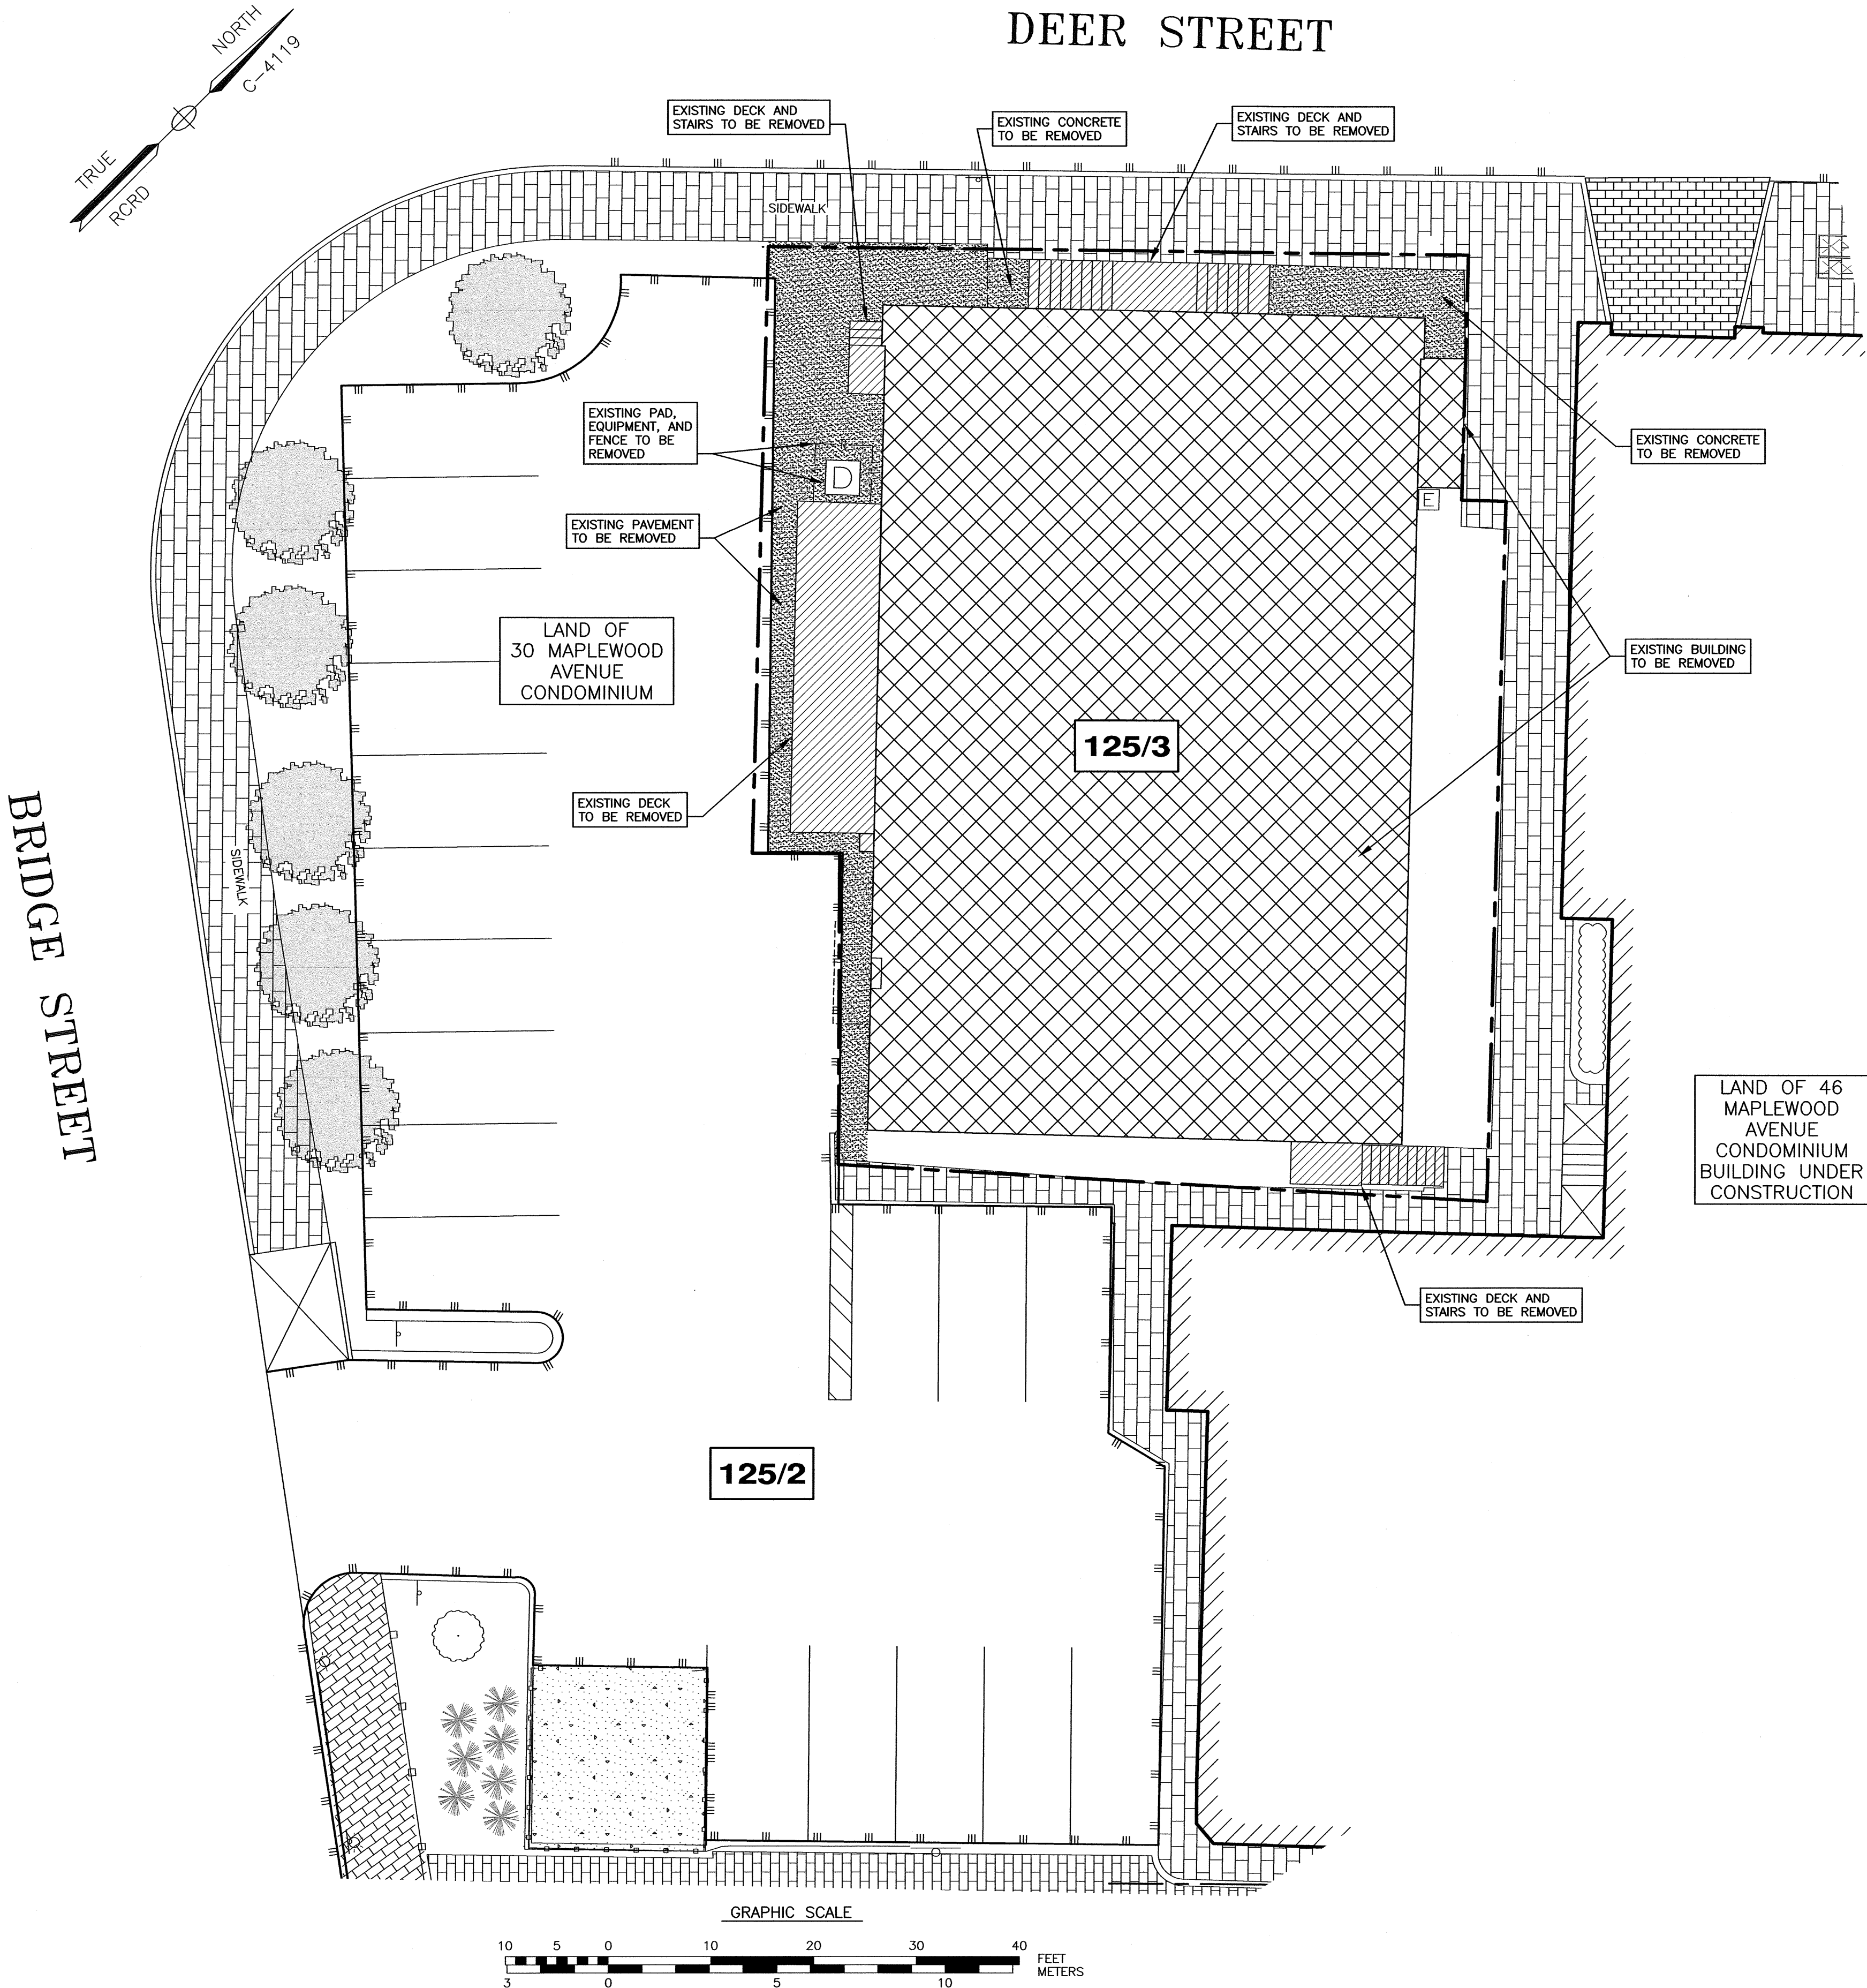 DEER STREET
NORTH
C-4119
TRUE
RCRD
EXISTING DECK AND
STAIRS TO BE REMOVED
EXISTING CONCRETE
TO BE REMOVED
EXISTING DECK AND
STAIRS TO BE REMOVED
SIDEWALK
EXISTING PAD,
EQUIPMENT, AND
FENCE TO BE
REMOVED
D
EXISTING CONCRETE
TO BE REMOVED
E
EXISTING PAVEMENT
TO BE REMOVED
LAND OF
30 MAPLEWOOD
AVENUE
CONDOMINIUM
EXISTING BUILDING
TO BE REMOVED
125/3
EXISTING DECK
TO BE REMOVED
SIDEWALK
BRIDGE STREET
LAND OF 46
MAPLEWOOD
AVENUE
CONDOMINIUM
BUILDING UNDER
CONSTRUCTION
EXISTING DECK AND
STAIRS TO BE REMOVED
125/2
GRAPHIC SCALE
10 5 0 10 20 30 40
FEET
METERS
3 0 5 10